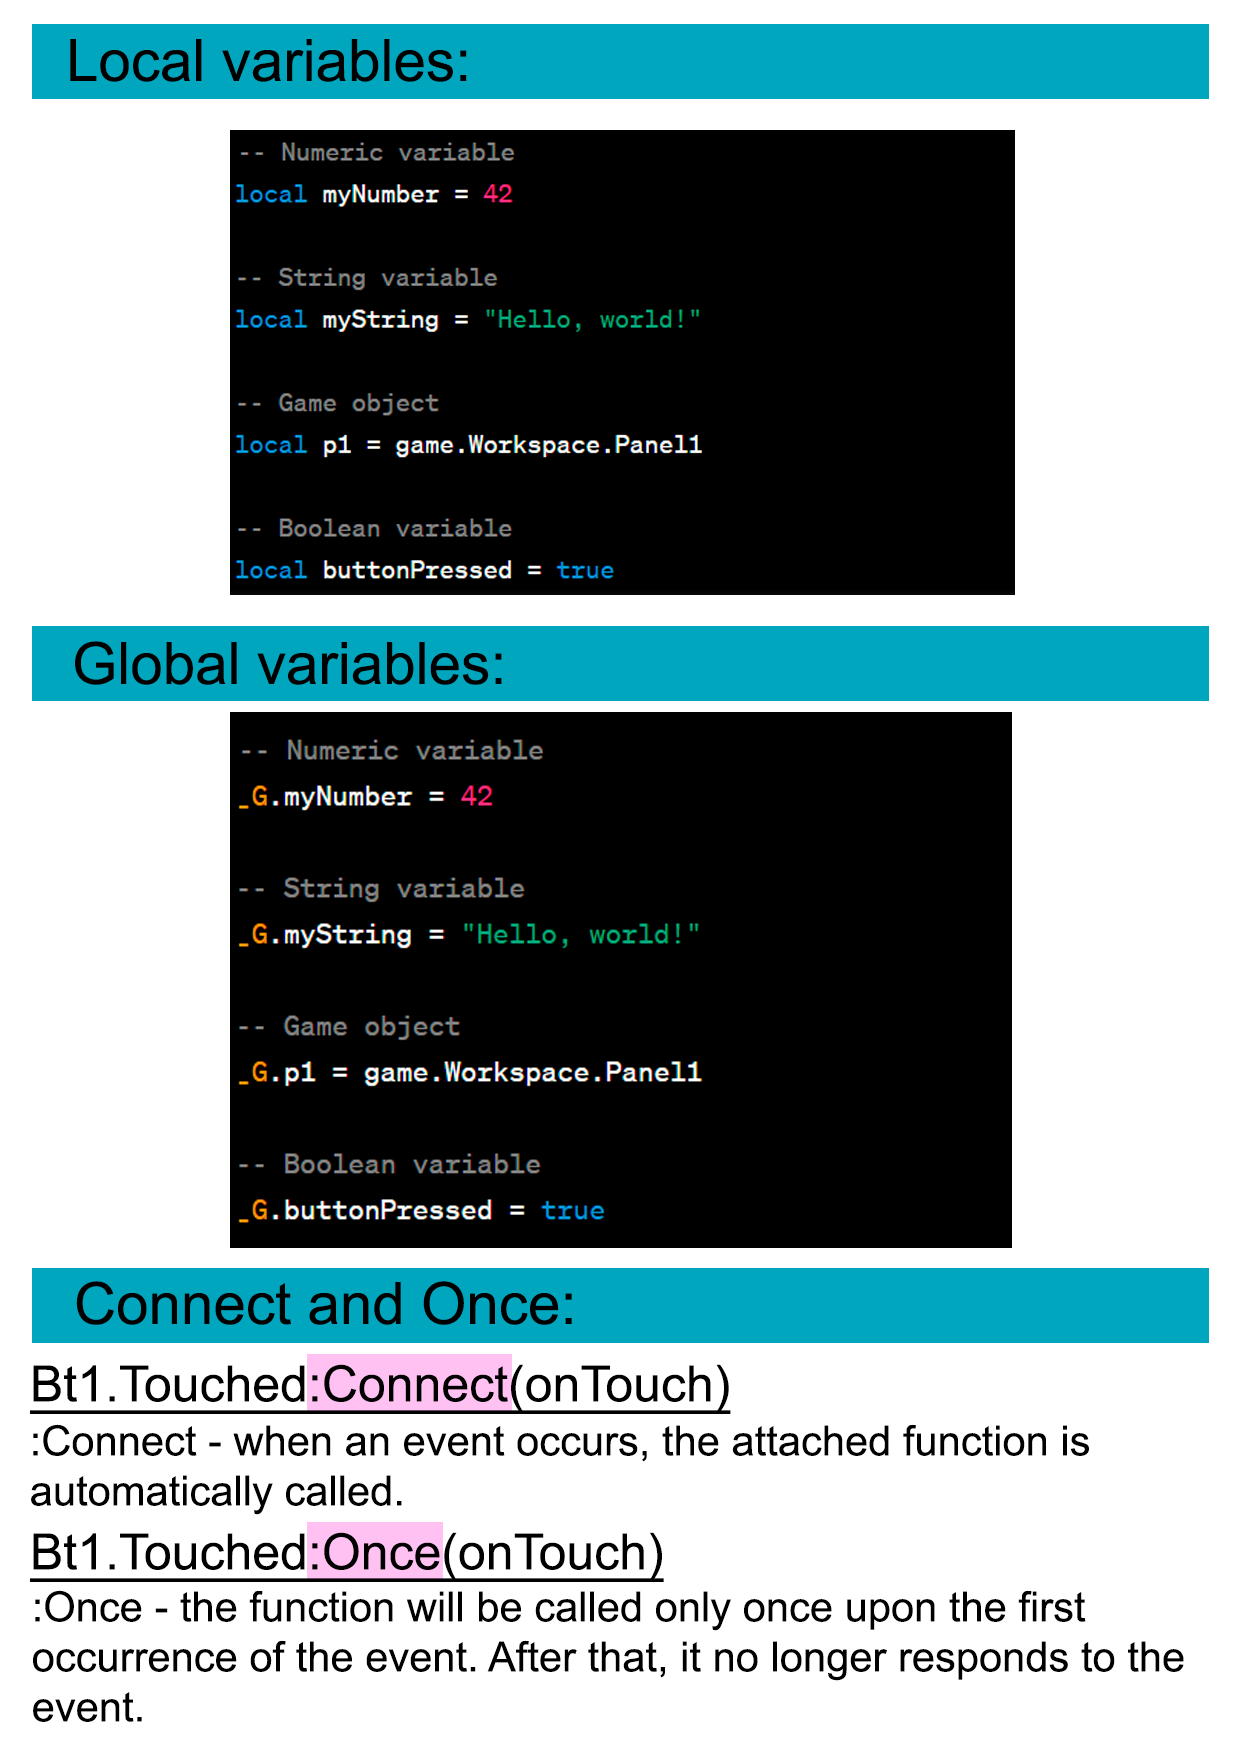 Local variables:
-- Numeric variable
local myNumber = 42
-- String variable
local myString = "Hello, world!"
-- Game object
local p1 = game.Workspace.Panel1
-- Boolean variable
local buttonPressed = true
Global variables:
-- Numeric variable
_G.myNumber = 42
-- String variable
_G.myString = "Hello, world!"
-- Game object
_G.p1 = game.Workspace.Panel1
-- Boolean variable
_G.buttonPressed = true
Connect and Once:
Bt1.Touched:Connect(onTouch)
:Connect - when an event occurs, the attached function is
automatically called.
Bt1.Touched:Once(onTouch)
:Once - the function will be called only once upon the first
occurrence of the event. After that, it no longer responds to the
event.